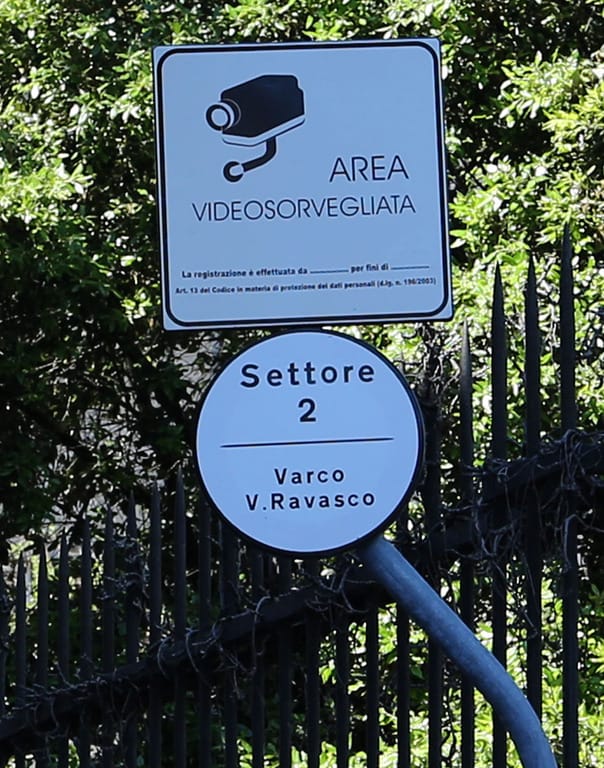 AREA
VIDEOSORVEGLIATA
La registrazione è effettuata da ............... per fini di ...............
Art. 13 del Codice in materia di protezione dei dati personali (d.lg. n. 196/2003)
Settore
2
Varco
V.Ravasco